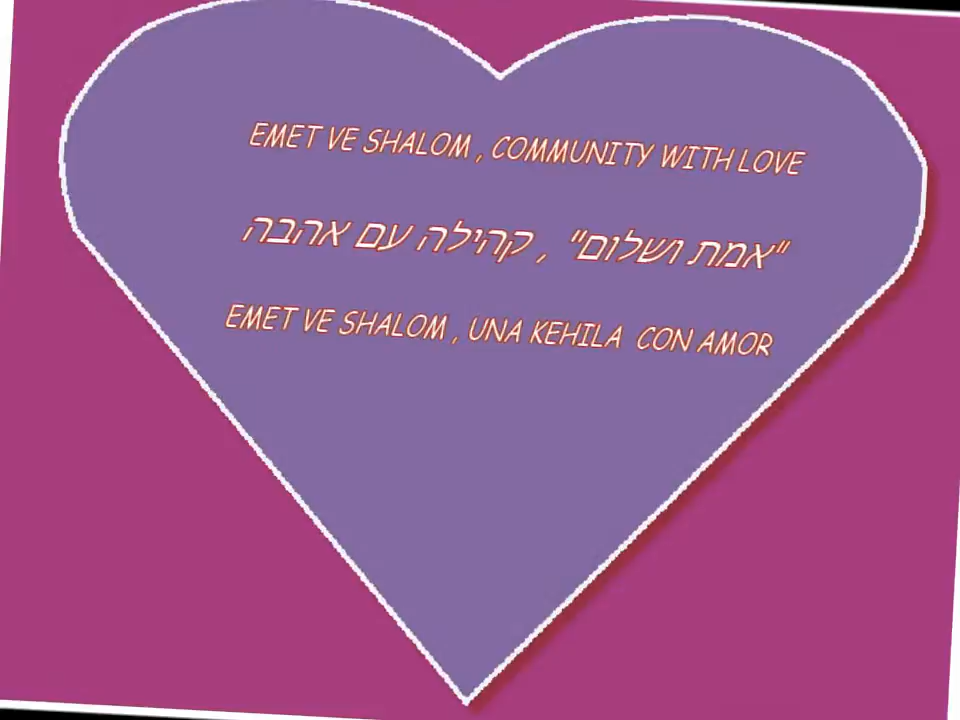 EMET VE SHALOM , COMMUNITY WITH LOVE
"אמת ושלום" , קהילה עם אהבה
EMET VE SHALOM , UNA KEHILA CON AMOR